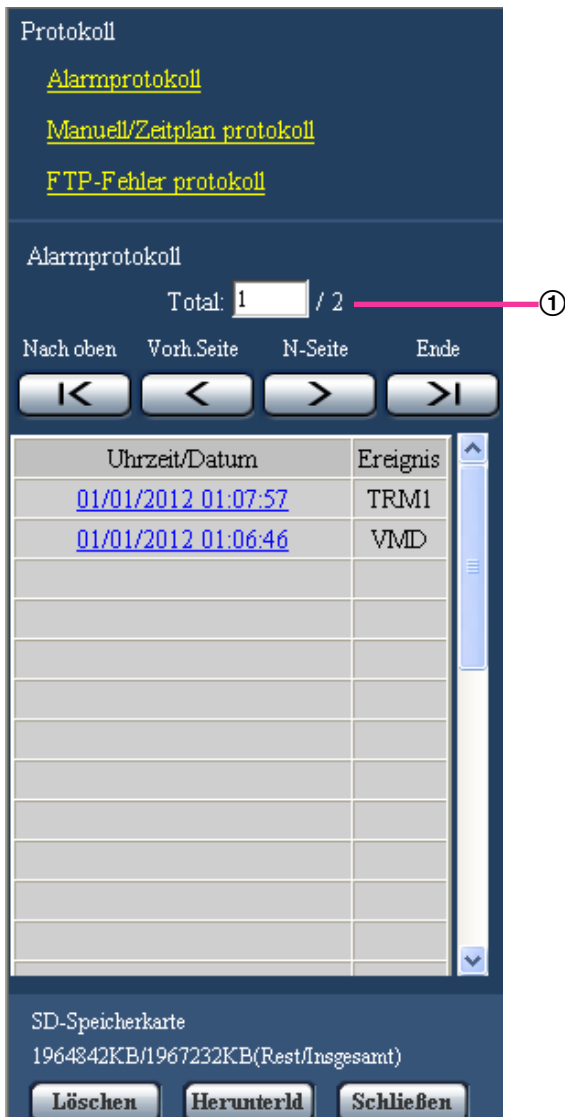 Protokoll
Alarmprotokoll
Manuell/Zeitplan protokoll
FTP-Fehler protokoll
Alarmprotokoll
Total: 1 / 2 ①
Nach oben Vorh.Seite N-Seite Ende
Uhrzeit/Datum Ereignis
01/01/2012 01:07:57 TRM1
01/01/2012 01:06:46 VMD
SD-Speicherkarte
1964842KB/1967232KB(Rest/Insgesamt)
Löschen Herunterld Schließen